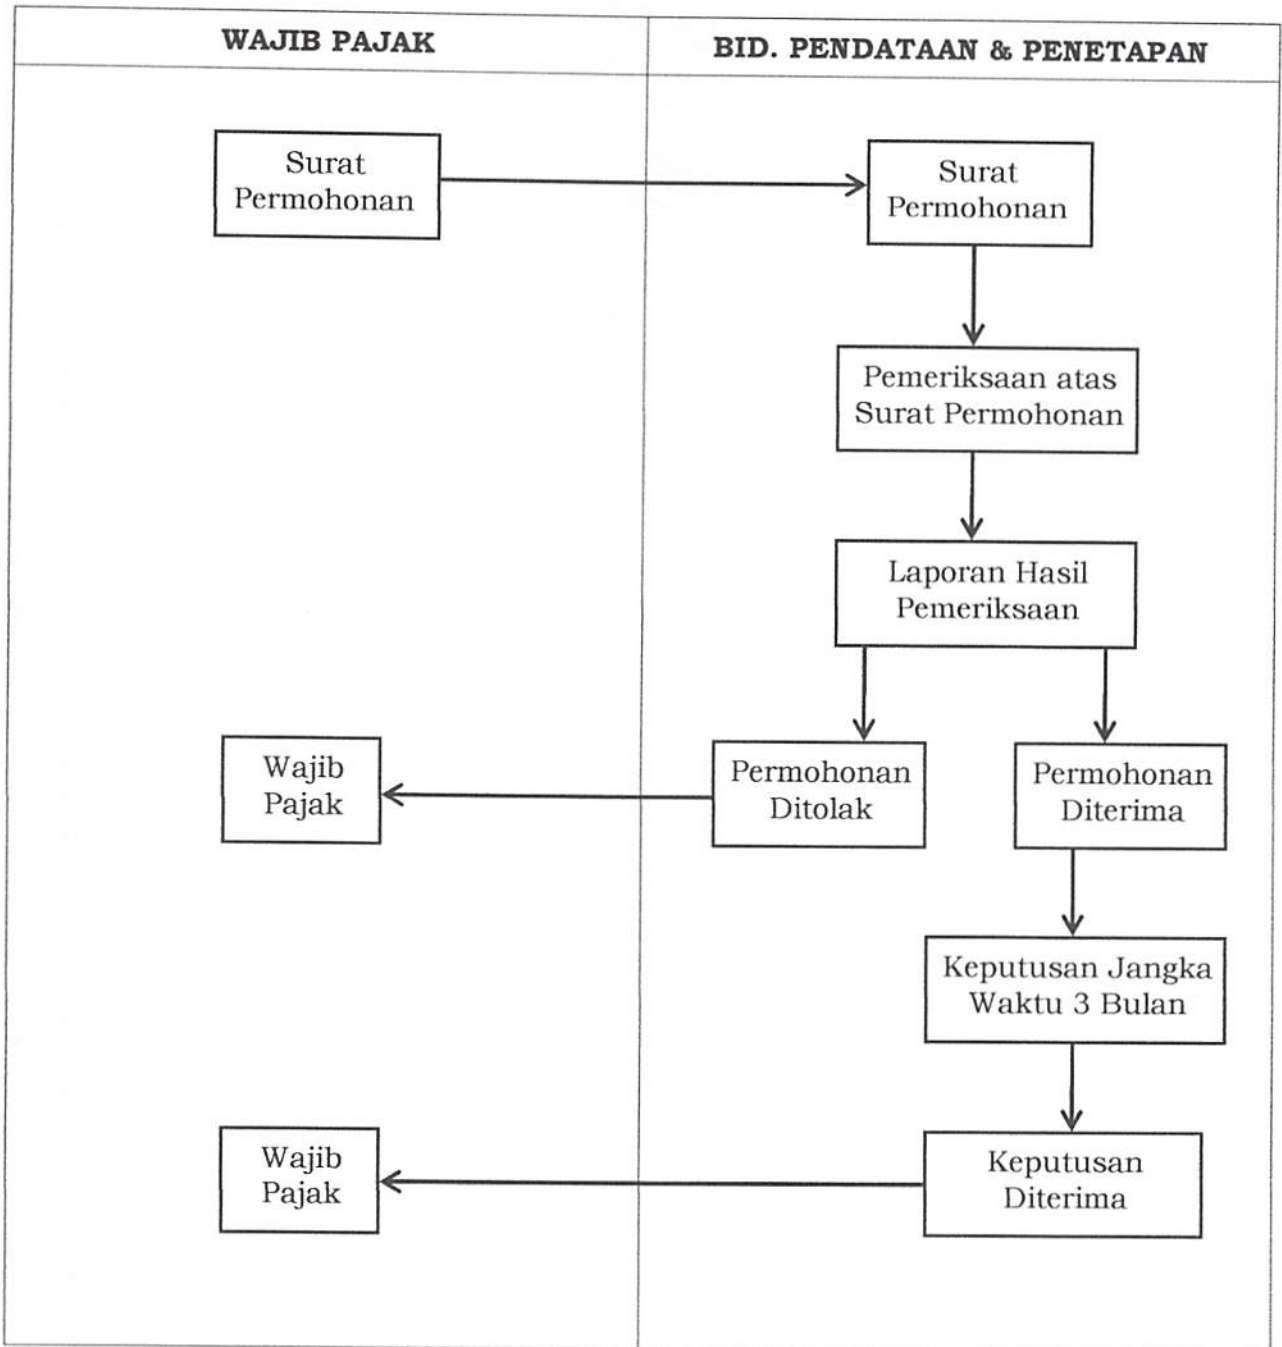 WAJIB PAJAK
BID. PENDATAAN & PENETAPAN
Surat
Permohonan
Surat
Permohonan
Pemeriksaan atas
Surat Permohonan
Laporan Hasil
Pemeriksaan
Wajib
Pajak
Permohonan
Ditolak
Permohonan
Diterima
Keputusan Jangka
Waktu 3 Bulan
Wajib
Pajak
Keputusan
Diterima